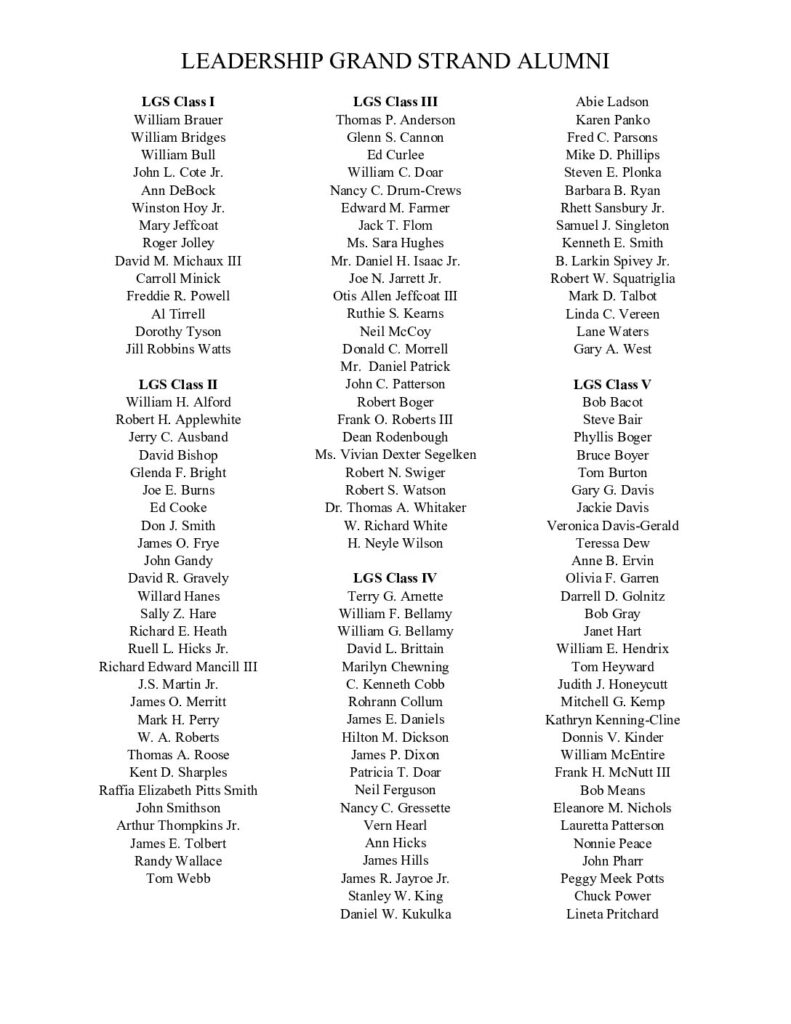 LEADERSHIP GRAND STRAND ALUMNI
LGS Class I
William Brauer
William Bridges
William Bull
John L. Cote Jr.
Ann DeBock
Winston Hoy Jr.
Mary Jeffcoat
Roger Jolley
David M. Michaux III
Carroll Minick
Freddie R. Powell
Al Tirrell
Dorothy Tyson
Jill Robbins Watts
LGS Class II
William H. Alford
Robert H. Applewhite
Jerry C. Ausband
David Bishop
Glenda F. Bright
Joe E. Burns
Ed Cooke
Don J. Smith
James O. Frye
John Gandy
David R. Gravely
Willard Hanes
Sally Z. Hare
Richard E. Heath
Ruell L. Hicks Jr.
Richard Edward Mancill III
J.S. Martin Jr.
James O. Merritt
Mark H. Perry
W. A. Roberts
Thomas A. Roose
Kent D. Sharples
Raffia Elizabeth Pitts Smith
John Smithson
Arthur Thompkins Jr.
James E. Tolbert
Randy Wallace
Tom Webb
LGS Class III
Thomas P. Anderson
Glenn S. Cannon
Ed Curlee
William C. Doar
Nancy C. Drum-Crews
Edward M. Farmer
Jack T. Flom
Ms. Sara Hughes
Mr. Daniel H. Isaac Jr.
Joe N. Jarrett Jr.
Otis Allen Jeffcoat III
Ruthie S. Kearns
Neil McCoy
Donald C. Morrell
Mr. Daniel Patrick
John C. Patterson
Robert Boger
Frank O. Roberts III
Dean Rodenbough
Ms. Vivian Dexter Segelken
Robert N. Swiger
Robert S. Watson
Dr. Thomas A. Whitaker
W. Richard White
H. Neyle Wilson
LGS Class IV
Terry G. Arnette
William F. Bellamy
William G. Bellamy
David L. Brittain
Marilyn Chewning
C. Kenneth Cobb
Rohrann Collum
James E. Daniels
Hilton M. Dickson
James P. Dixon
Patricia T. Doar
Neil Ferguson
Nancy C. Gressette
Vern Hearl
Ann Hicks
James Hills
James R. Jayroe Jr.
Stanley W. King
Daniel W. Kukulka
Abie Ladson
Karen Panko
Fred C. Parsons
Mike D. Phillips
Steven E. Plonka
Barbara B. Ryan
Rhett Sansbury Jr.
Samuel J. Singleton
Kenneth E. Smith
B. Larkin Spivey Jr.
Robert W. Squatriglia
Mark D. Talbot
Linda C. Vereen
Lane Waters
Gary A. West
LGS Class V
Bob Bacot
Steve Bair
Phyllis Boger
Bruce Boyer
Tom Burton
Gary G. Davis
Jackie Davis
Veronica Davis-Gerald
Teressa Dew
Anne B. Ervin
Olivia F. Garren
Darrell D. Golnitz
Bob Gray
Janet Hart
William E. Hendrix
Tom Heyward
Judith J. Honeycutt
Mitchell G. Kemp
Kathryn Kenning-Cline
Donnis V. Kinder
William McEntire
Frank H. McNutt III
Bob Means
Eleanore M. Nichols
Lauretta Patterson
Nonnie Peace
John Pharr
Peggy Meek Potts
Chuck Power
Lineta Pritchard